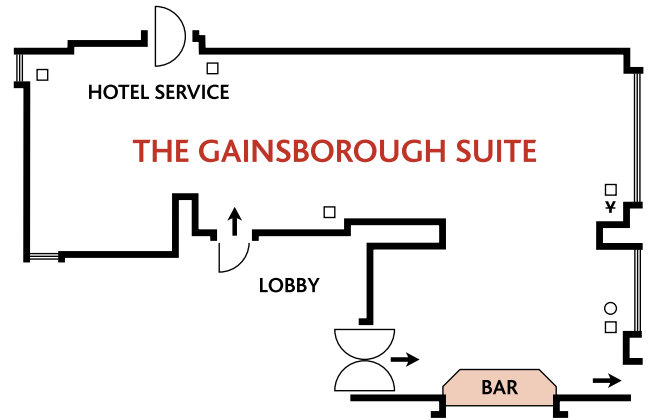 HOTEL SERVICE
THE GAINSBOROUGH SUITE
¥
LOBBY
BAR